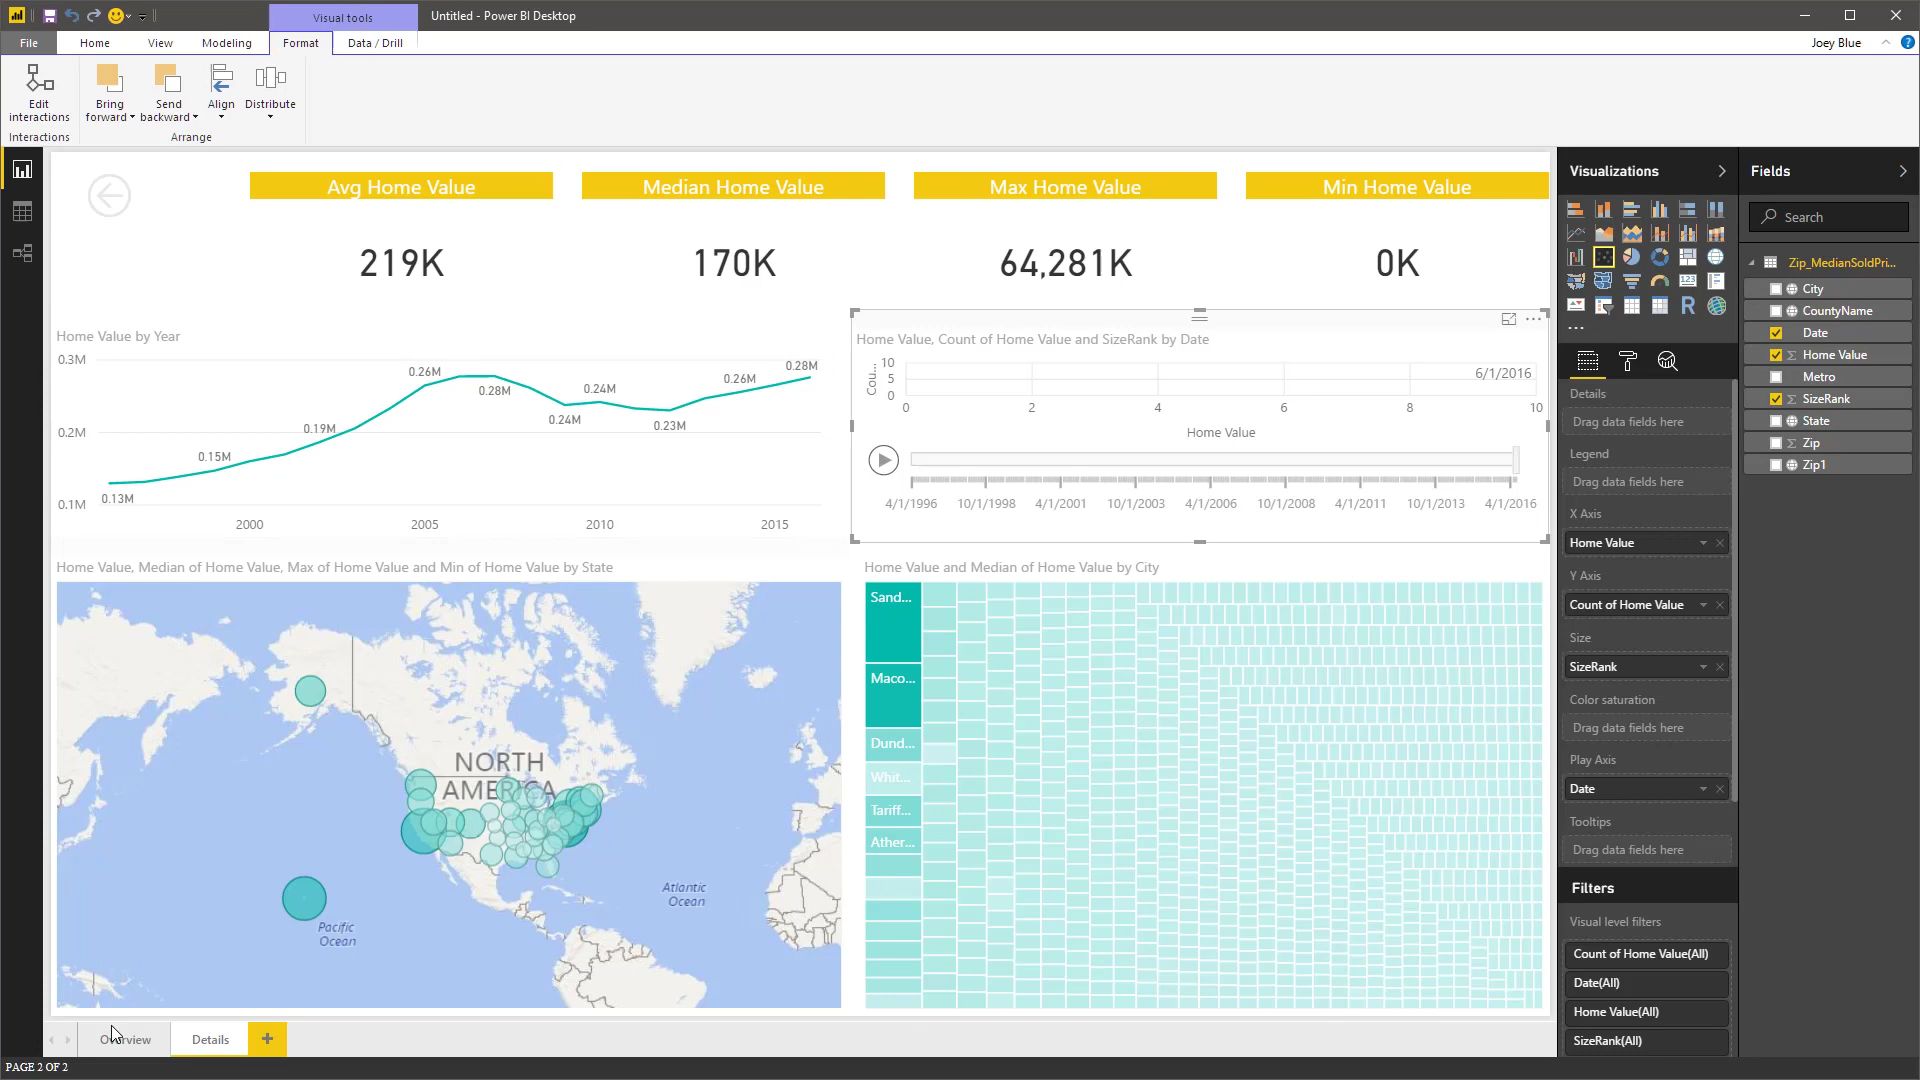 Visual tools
Untitled - Power BI Desktop
File
Home
View
Modeling
Format
Data / Drill
Joey Blue
Edit
interactions
Bring
forward
Send
backward
Align
Distribute
Interactions
Arrange
Avg Home Value
Median Home Value
Max Home Value
Min Home Value
219K
170K
64,281K
0K
Home Value by Year
0.3M
0.2M
0.1M
0.13M
0.15M
0.19M
0.26M
0.28M
0.24M
0.24M
0.23M
0.26M
0.28M
2000
2005
2010
2015
Home Value, Count of Home Value and SizeRank by Date
Cou...
10
5
0
6/1/2016
0
2
4
6
8
10
Home Value
4/1/1996
10/1/1998
4/1/2001
10/1/2003
4/1/2006
10/1/2008
4/1/2011
10/1/2013
4/1/2016
Home Value, Median of Home Value, Max of Home Value and Min of Home Value by State
NORTH
AMERICA
Pacific
Ocean
Atlantic
Ocean
Home Value and Median of Home Value by City
Sand...
Maco...
Dund...
Whit...
Tariff...
Ather...
Visualizations
R
123
Details
Drag data fields here
Legend
Drag data fields here
X Axis
Home Value
Y Axis
Count of Home Value
Size
SizeRank
Color saturation
Drag data fields here
Play Axis
Date
Tooltips
Drag data fields here
Filters
Visual level filters
Count of Home Value(All)
Date(All)
Home Value(All)
SizeRank(All)
Fields
Search
Zip_MedianSoldPri...
City
CountyName
Date
Home Value
Metro
SizeRank
State
Zip
Zip1
Overview
Details
PAGE 2 OF 2